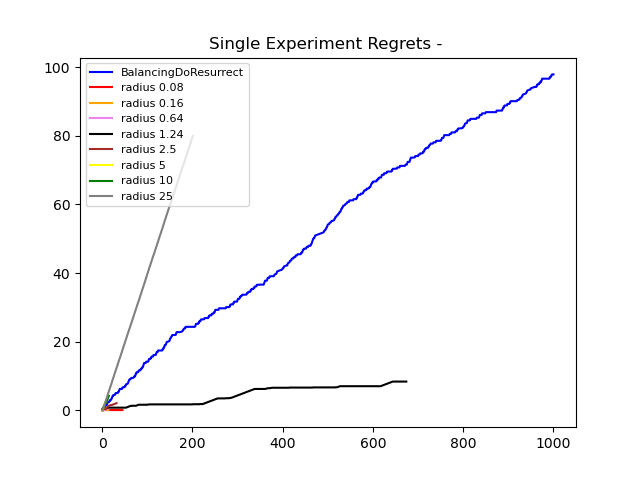 Single Experiment Regrets -
100
80
60
40
20
0
BalancingDoResurrect
radius 0.08
radius 0.16
radius 0.64
radius 1.24
radius 2.5
radius 5
radius 10
radius 25
0 200 400 600 800 1000